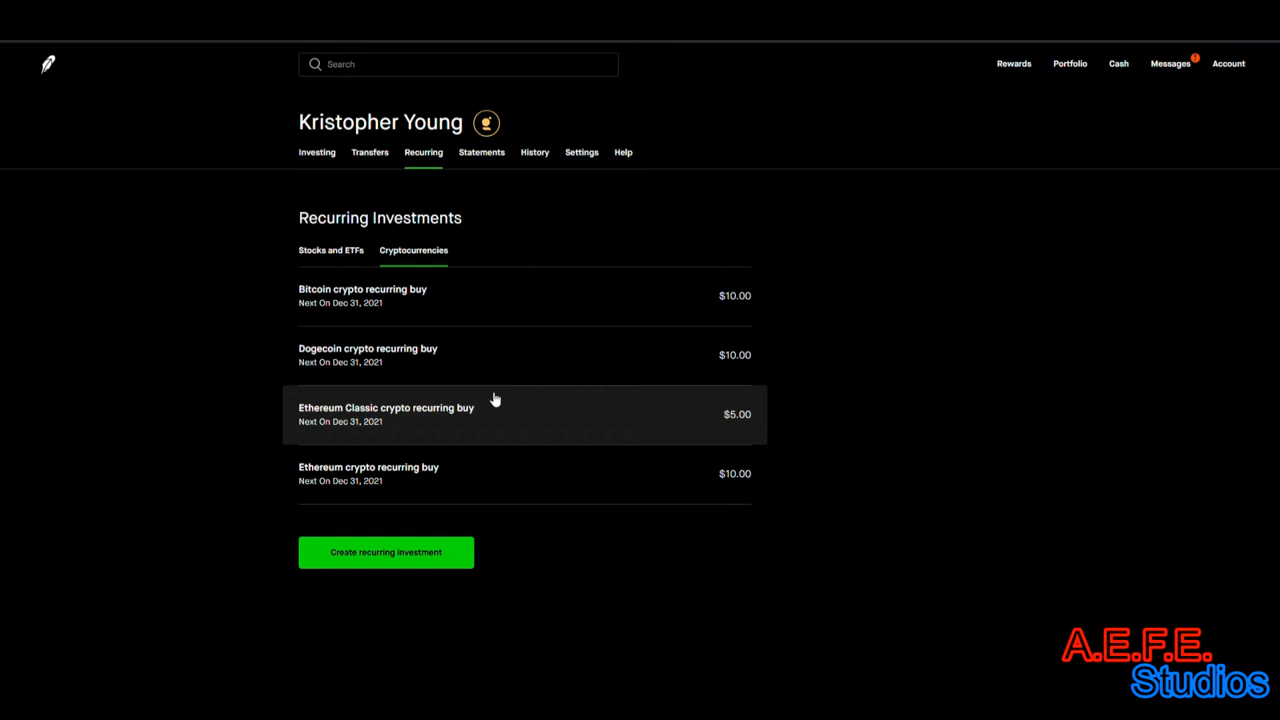 Search
Rewards
Portfolio
Cash
Messages
Account
Kristopher Young
Investing
Transfers
Recurring
Statements
History
Settings
Help
Recurring Investments
Stocks and ETFs
Cryptocurrencies
Bitcoin crypto recurring buy
Next On Dec 31, 2021
$10.00
Dogecoin crypto recurring buy
Next On Dec 31, 2021
$10.00
Ethereum Classic crypto recurring buy
Next On Dec 31, 2021
$5.00
Ethereum crypto recurring buy
Next On Dec 31, 2021
$10.00
Create recurring investment
A.E.F.E.
Studios